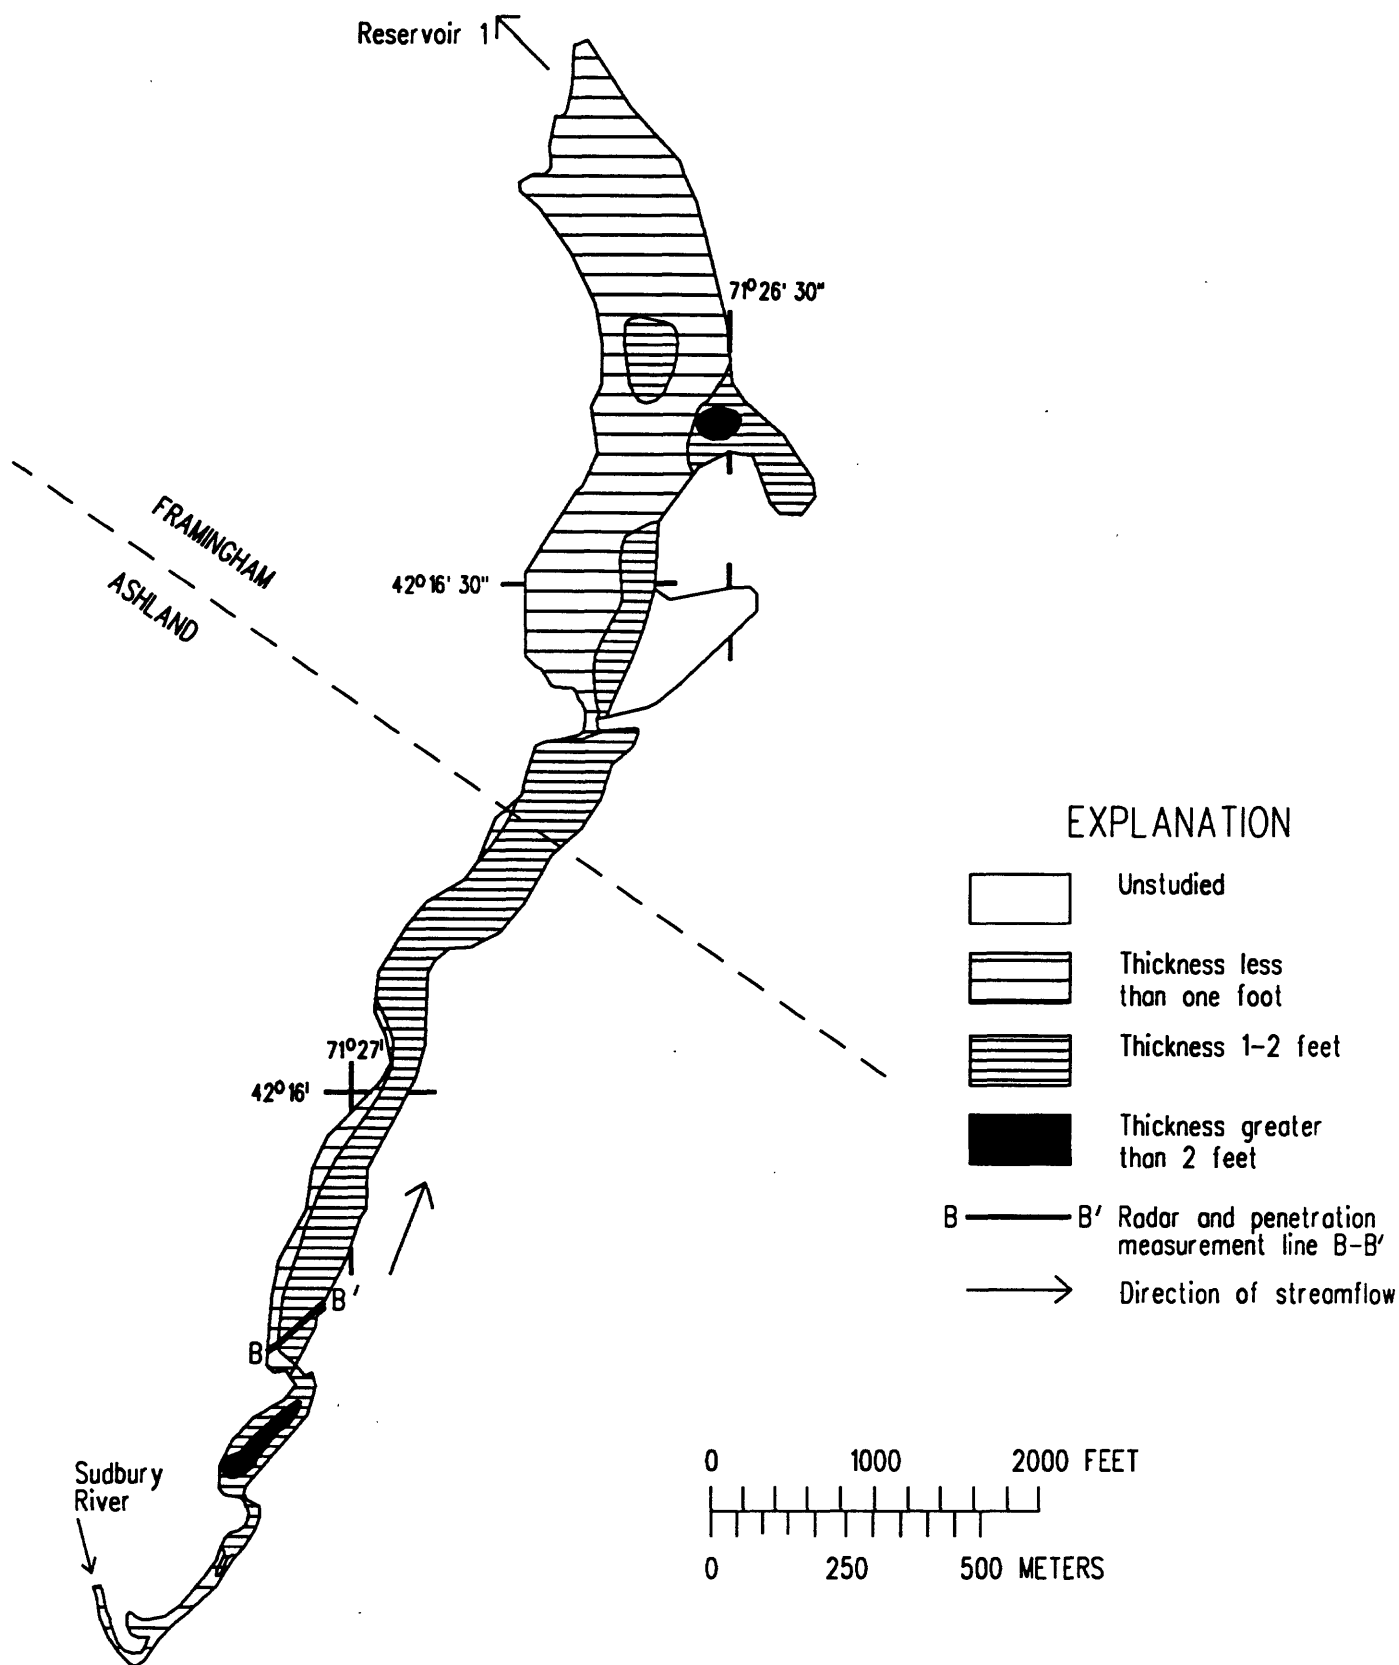 Reservoir 1
71° 26' 30"
FRAMINGHAM
ASHLAND
42° 16' 30"
EXPLANATION
Unstudied
Thickness less
than one foot
Thickness 1-2 feet
Thickness greater
than 2 feet
B B' Radar and penetration
measurement line B-B'
Direction of streamflow
71° 27'
42° 16'
B'
B
Sudbury
River
0 1000 2000 FEET
0 250 500 METERS